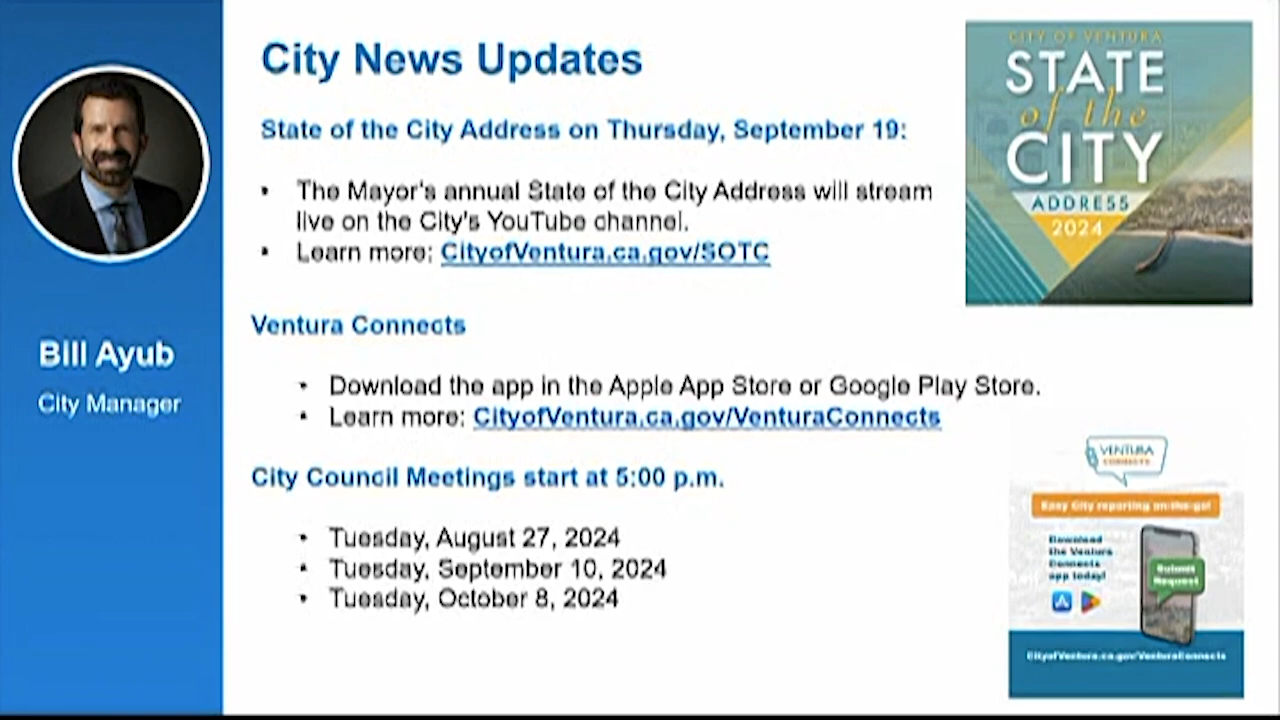 City News Updates
State of the City Address on Thursday, September 19:
• The Mayor's annual State of the City Address will stream
live on the City's YouTube channel.
• Learn more: CityofVentura.ca.gov/SOTC
Ventura Connects
• Download the app in the Apple App Store or Google Play Store.
• Learn more: CityofVentura.ca.gov/VenturaConnects
City Council Meetings start at 5:00 p.m.
• Tuesday, August 27, 2024
• Tuesday, September 10, 2024
• Tuesday, October 8, 2024
Bill Ayub
City Manager
CITY OF VENTURA
STATE
of the
CITY
ADDRESS
2024
VENTURA
CONNECTS
Easy City reporting on-the-go!
Download
the Ventura
Connects
app today!
Submit
Request
CityofVentura.ca.gov/VenturaConnects